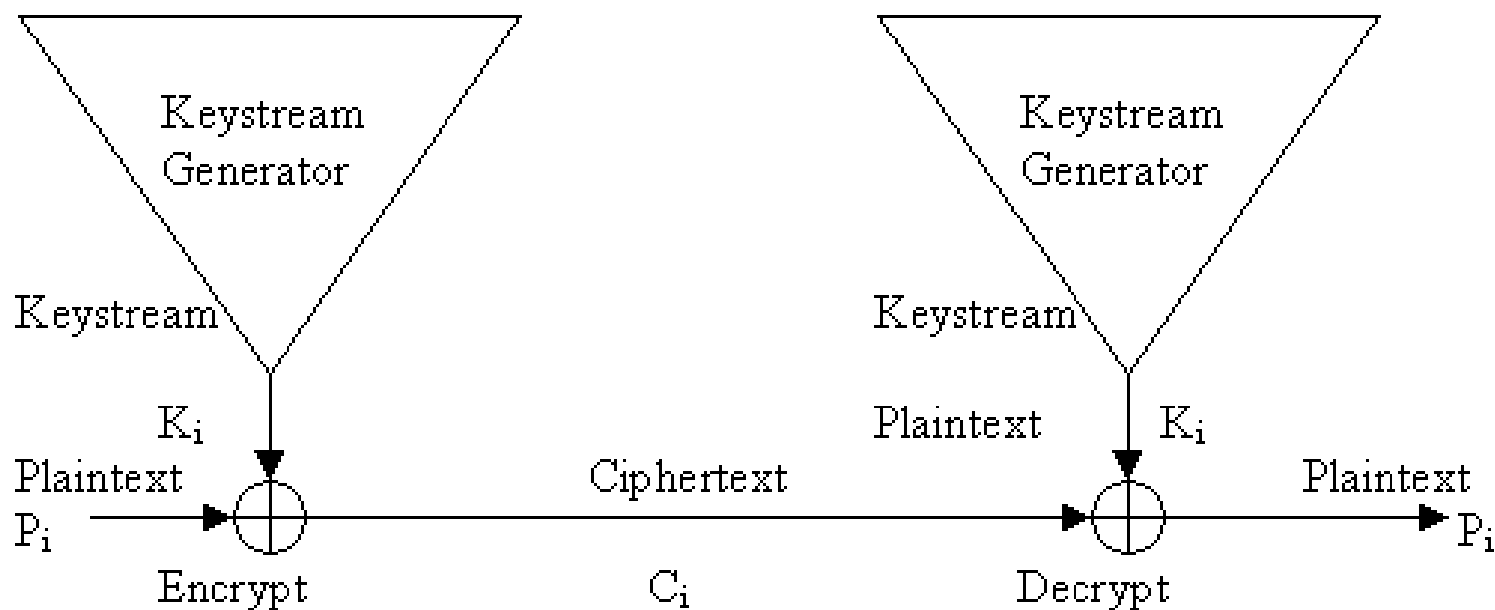 Keystream
Generator
Keystream
Generator
Keystream
Keystream
Kᵢ
Plaintext
Kᵢ
Plaintext
Ciphertext
Plaintext
Pᵢ
Pᵢ
Encrypt
Cᵢ
Decrypt